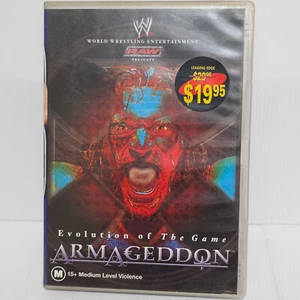 WORLD WRESTLING ENTERTAINMENT
RAW
PRESENTS
LEADING EDGE
$19.95
Evolution of The Game
ARMAGEDDON
M 15+ Medium Level Violence